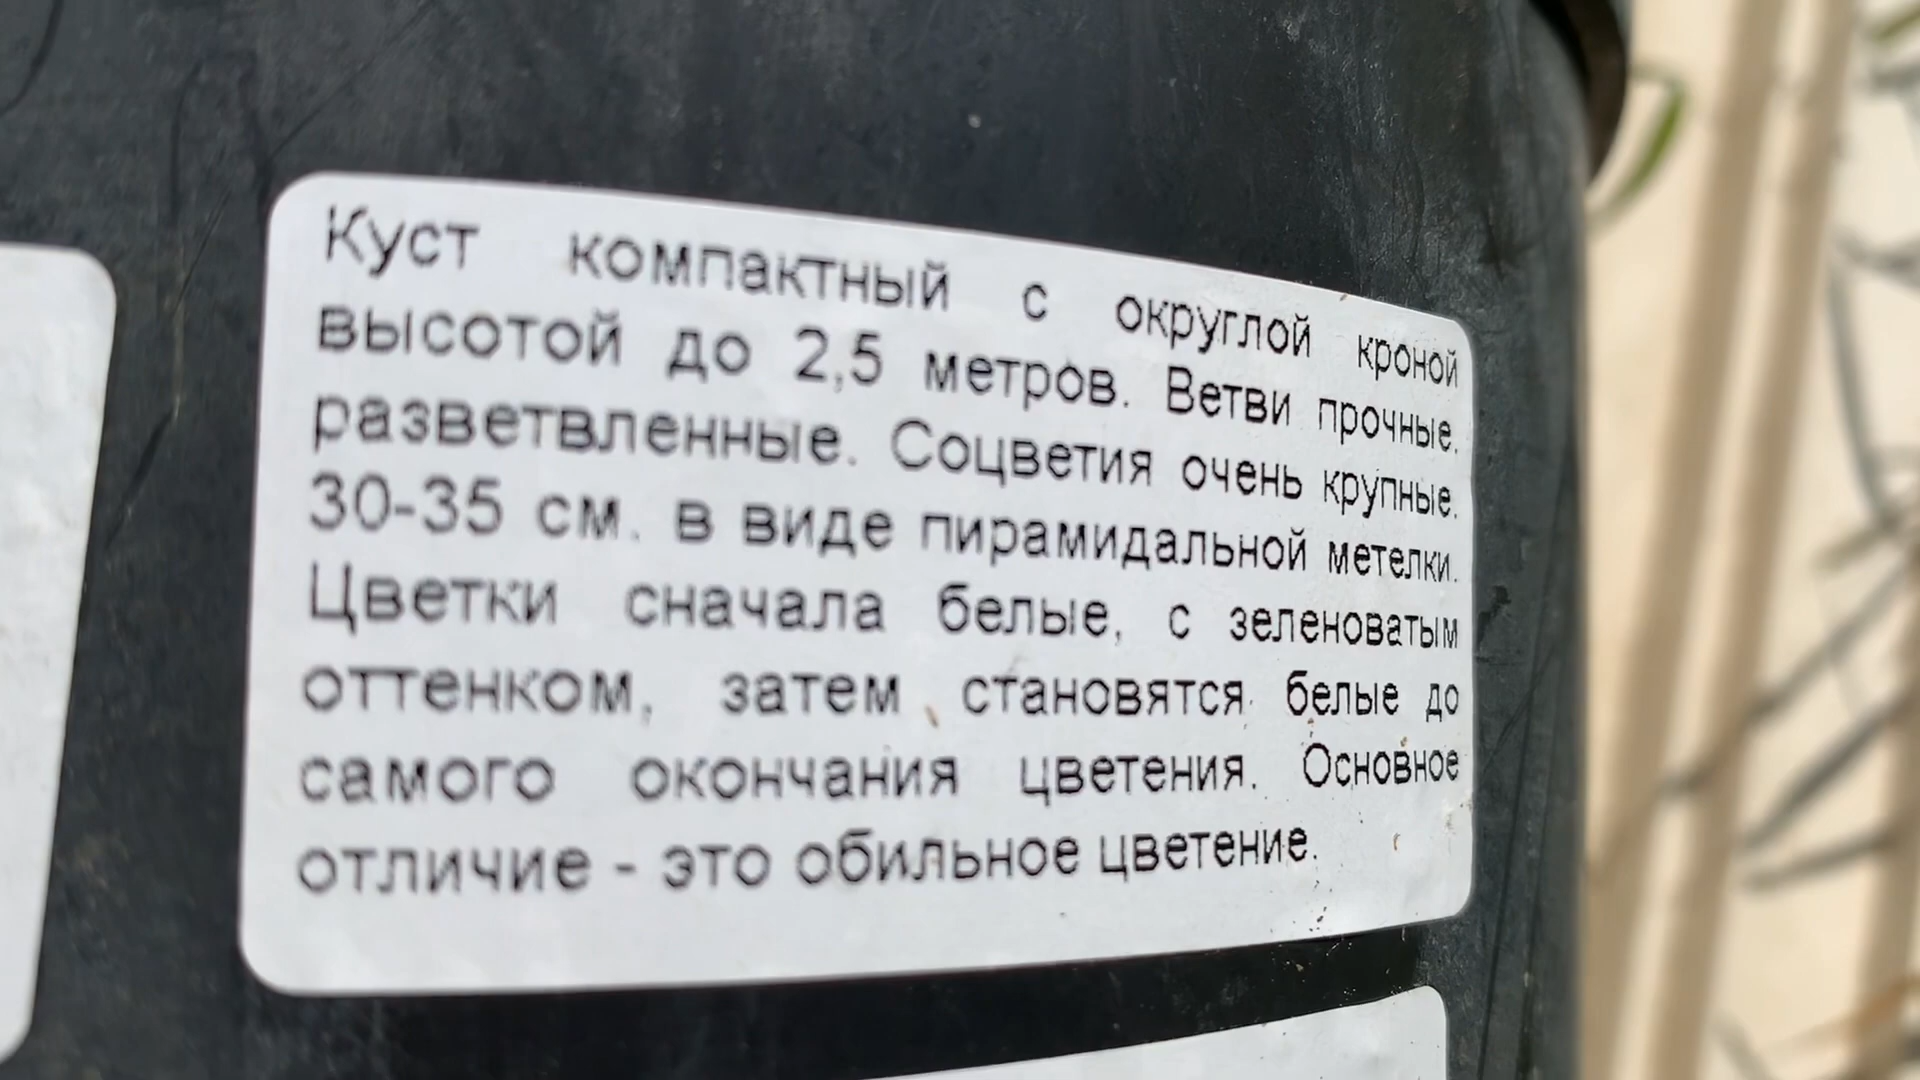 Куст компактный с округлой кроной
высотой до 2,5 метров. Ветви прочные,
разветвленные. Соцветия очень крупные,
30-35 см. в виде пирамидальной метелки.
Цветки сначала белые, с зеленоватым
оттенком, затем становятся белые до
самого окончания цветения. Основное
отличие - это обильное цветение.